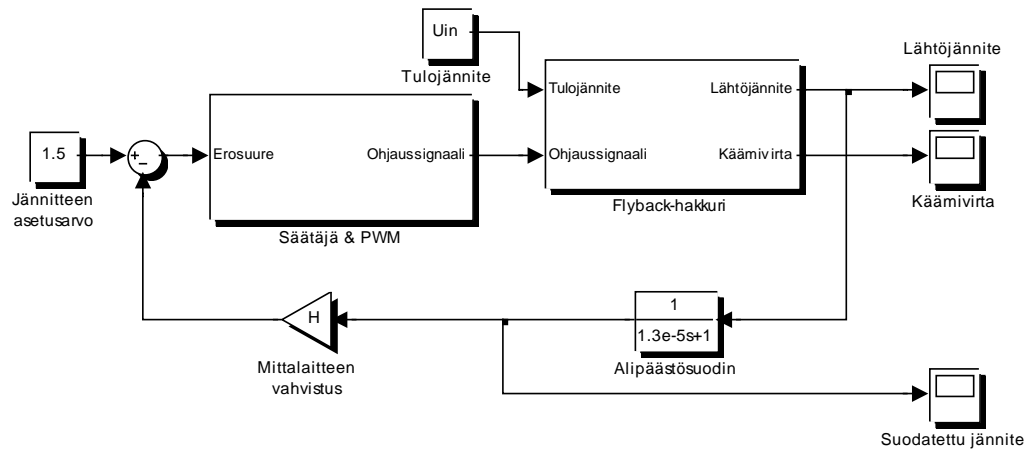 Uin
Tulojännite
Lähtöjännite
Tulojännite
Lähtöjännite
1.5
Erosuure
Ohjaussignaali
Ohjaussignaali
Käämivirta
Jännitteen
asetusarvo
Säätäjä & PWM
Flyback-hakkuri
Käämivirta
H
1
1.3e-5s+1
Mittalaitteen
vahvistus
Alipäästösuodin
Suodatettu jännite